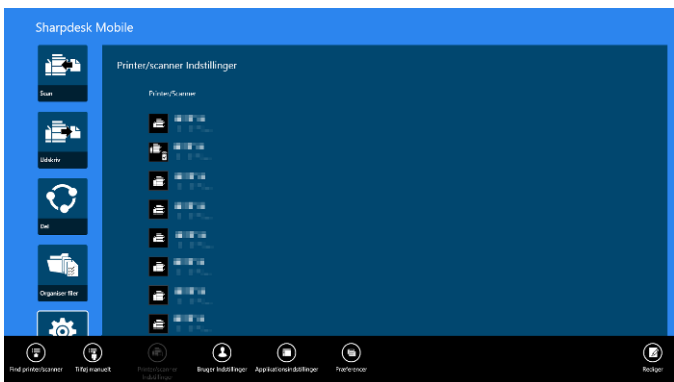 Sharpdesk Mobile
Scan
Udskriv
Del
Organiser filer
Printer/scanner Indstillinger
Printer/Scanner
Find printer/scanner
Tilføj manuelt
Printer/scanner
Indstillinger
Bruger Indstillinger
Applikationsindstillinger
Præferencer
Rediger